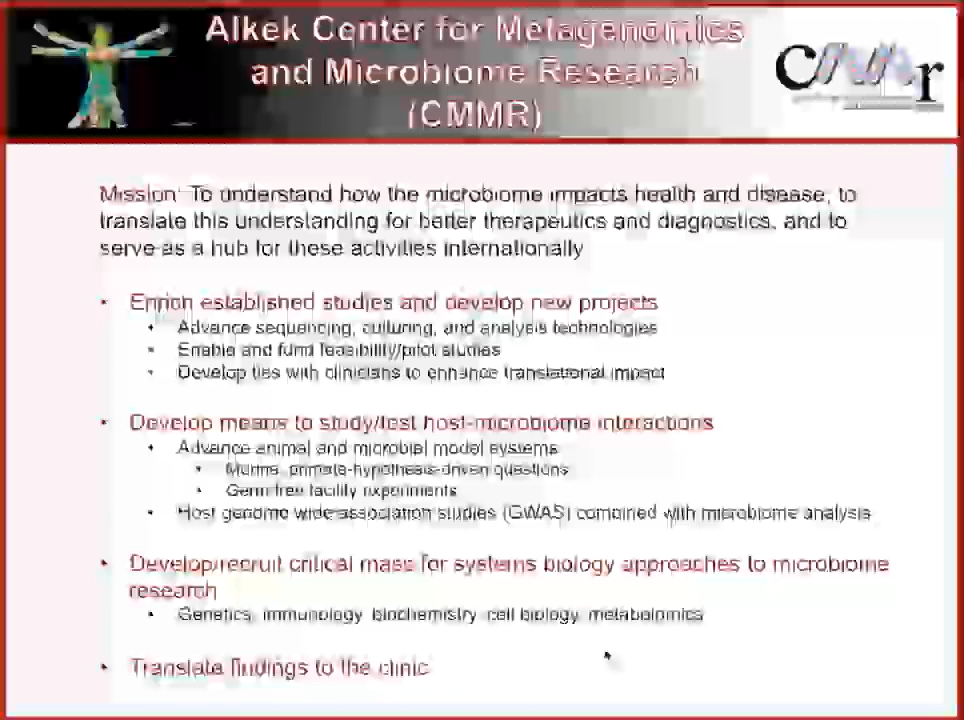 Alkek Center for Metagenomics
and Microbiome Research
(CMMR)
CMMr
Mission: To understand how the microbiome impacts health and disease, to
translate this understanding for better therapeutics and diagnostics, and to
serve as a hub for these activities internationally
• Enrich established studies and develop new projects
• Advance sequencing, culturing, and analysis technologies
• Enable and fund feasibility/pilot studies
• Develop ties with clinicians to enhance translational impact
• Develop means to study/test host-microbiome interactions
• Advance animal and microbial model systems
• Murine, primate-hypothesis-driven questions
• Germ-free facility experiments
• Host genome wide association studies (GWAS) combined with microbiome analysis
• Develop/recruit critical mass for systems biology approaches to microbiome
research
• Genetics, immunology, biochemistry, cell biology, metabolomics
• Translate findings to the clinic